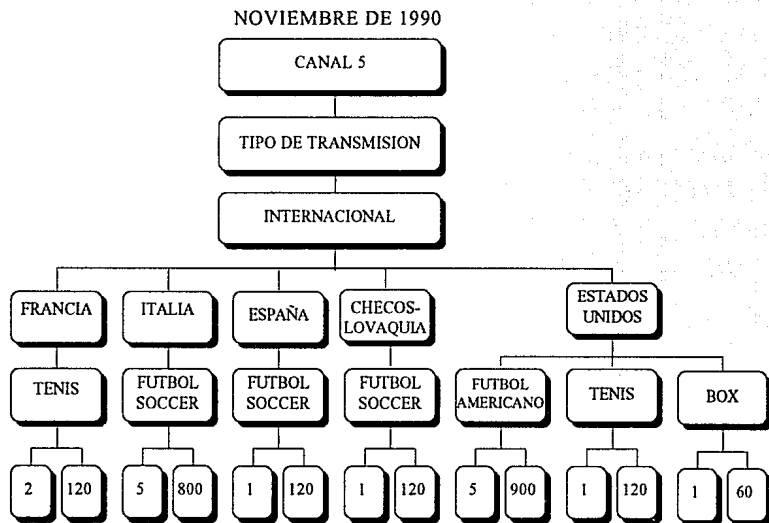 NOVIEMBRE DE 1990
CANAL 5
TIPO DE TRANSMISION
INTERNACIONAL
FRANCIA
ITALIA
ESPAÑA
CHECOS-
LOVAQUIA
ESTADOS
UNIDOS
TENIS
FUTBOL
SOCCER
FUTBOL
SOCCER
FUTBOL
SOCCER
FUTBOL
AMERICANO
TENIS
BOX
2 120 5 800 1 120 1 120 5 900 1 120 1 60